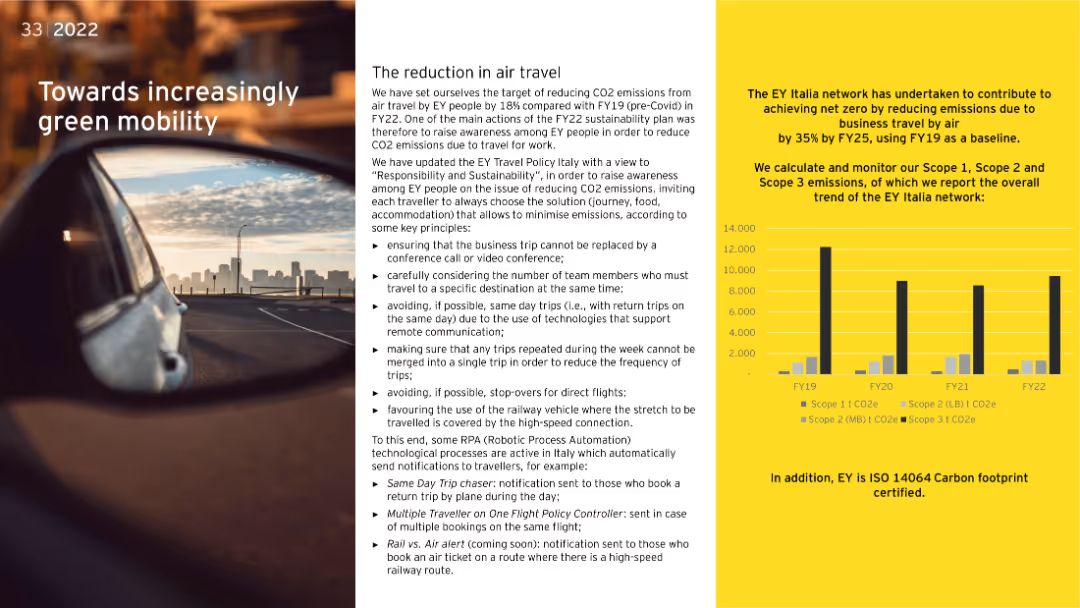 33 | 2022
Towards increasingly
green mobility
The reduction in air travel
We have set ourselves the target of reducing CO2 emissions from
air travel by EY people by 18% compared with FY19 (pre-Covid) in
FY22. One of the main actions of the FY22 sustainability plan was
therefore to raise awareness among EY people in order to reduce
CO2 emissions due to travel for work.
We have updated the EY Travel Policy Italy with a view to
“Responsibility and Sustainability”, in order to raise awareness
among EY people on the issue of reducing CO2 emissions, inviting
each traveller to always choose the solution (journey, food,
accommodation) that allows to minimise emissions, according to
some key principles:
► ensuring that the business trip cannot be replaced by a
conference call or video conference;
► carefully considering the number of team members who must
travel to a specific destination at the same time;
► avoiding, if possible, same day trips (i.e., with return trips on
the same day) due to the use of technologies that support
remote communication;
► making sure that any trips repeated during the week cannot be
merged into a single trip in order to reduce the frequency of
trips;
► avoiding, if possible, stop-overs for direct flights;
► favouring the use of the railway vehicle where the stretch to be
travelled is covered by the high-speed connection.
To this end, some RPA (Robotic Process Automation)
technological processes are active in Italy which automatically
send notifications to travellers, for example:
► Same Day Trip chaser: notification sent to those who book a
return trip by plane during the day;
► Multiple Traveller on One Flight Policy Controller: sent in case
of multiple bookings on the same flight;
► Rail vs. Air alert (coming soon): notification sent to those who
book an air ticket on a route where there is a high-speed
railway route.
The EY Italia network has undertaken to contribute to
achieving net zero by reducing emissions due to
business travel by air
by 35% by FY25, using FY19 as a baseline.
We calculate and monitor our Scope 1, Scope 2 and
Scope 3 emissions, of which we report the overall
trend of the EY Italia network:
14.000
12.000
10.000
8.000
6.000
4.000
2.000
-
FY19 FY20 FY21 FY22
Scope 1 t CO2e Scope 2 (LB) t CO2e
Scope 2 (MB) t CO2e Scope 3 t CO2e
In addition, EY is ISO 14064 Carbon footprint
certified.